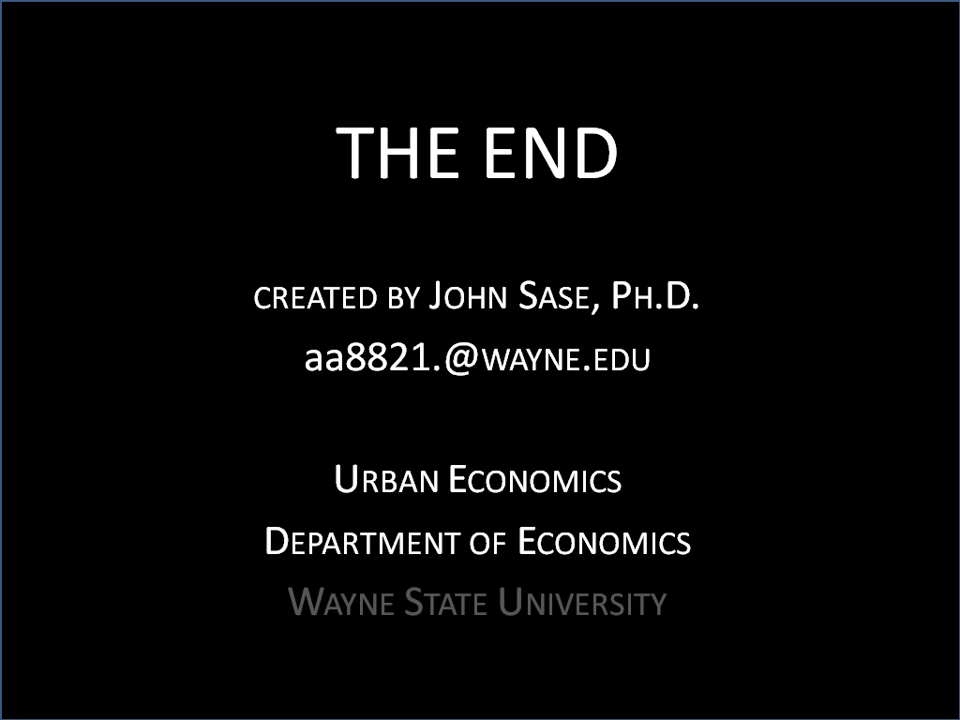 THE END
CREATED BY JOHN SASE, PH.D.
aa8821.@WAYNE.EDU
URBAN ECONOMICS
DEPARTMENT OF ECONOMICS
WAYNE STATE UNIVERSITY